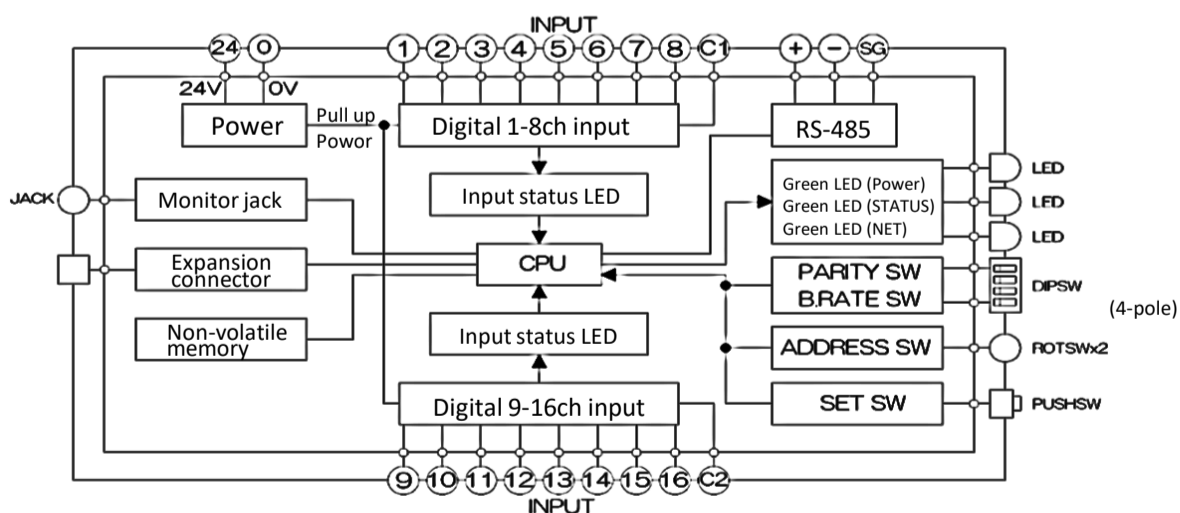 INPUT
24 0 1 2 3 4 5 6 7 8 C1 + − SG
24V 0V
Power
Pull up
Powor
Digital 1-8ch input
RS-485
JACK
Monitor jack
Input status LED
Green LED (Power)
Green LED (STATUS)
Green LED (NET)
LED
LED
LED
Expansion
connector
CPU
PARITY SW
B.RATE SW
DIPSW
(4-pole)
Non-volatile
memory
Input status LED
ADDRESS SW
ROTSWx2
Digital 9-16ch input
SET SW
PUSHSW
9 10 11 12 13 14 15 16 C2
INPUT